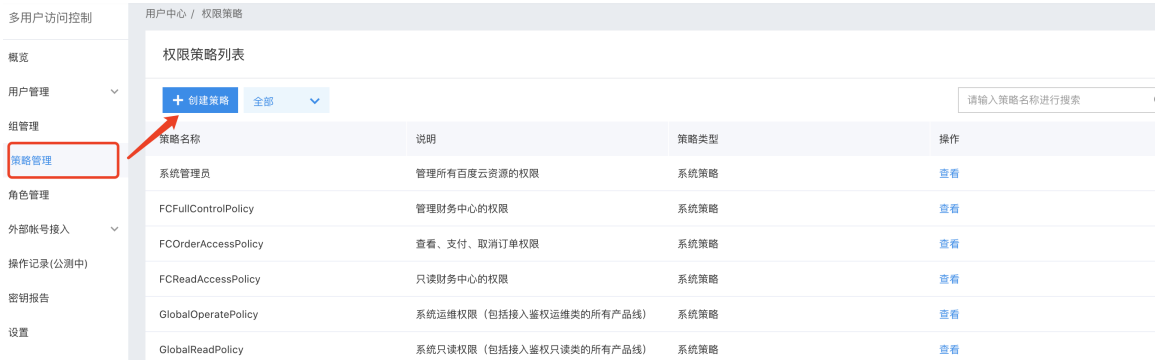 多用户访问控制
概览
用户管理
组管理
策略管理
角色管理
外部帐号接入
操作记录(公测中)
密钥报告
设置
用户中心 / 权限策略
权限策略列表
+ 创建策略 全部
请输入策略名称进行搜索
策略名称 说明 策略类型 操作
系统管理员 管理所有百度云资源的权限 系统策略 查看
FCFullControlPolicy 管理财务中心的权限 系统策略 查看
FCOrderAccessPolicy 查看、支付、取消订单权限 系统策略 查看
FCReadAccessPolicy 只读财务中心的权限 系统策略 查看
GlobalOperatePolicy 系统运维权限（包括接入鉴权运维类的所有产品线） 系统策略 查看
GlobalReadPolicy 系统只读权限（包括接入鉴权只读类的所有产品线） 系统策略 查看